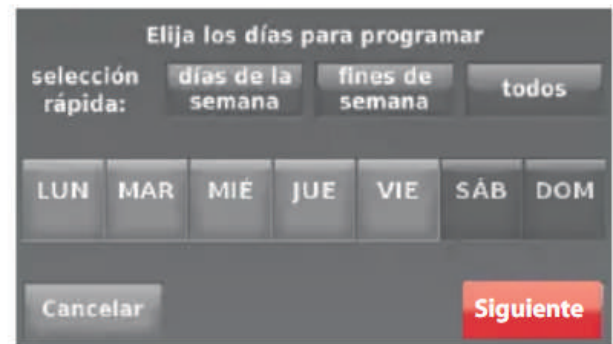 Elija los días para programar
selección rápida:
días de la semana
fines de semana
todos
LUN MAR MIÉ JUE VIE SÁB DOM
Cancelar Siguiente